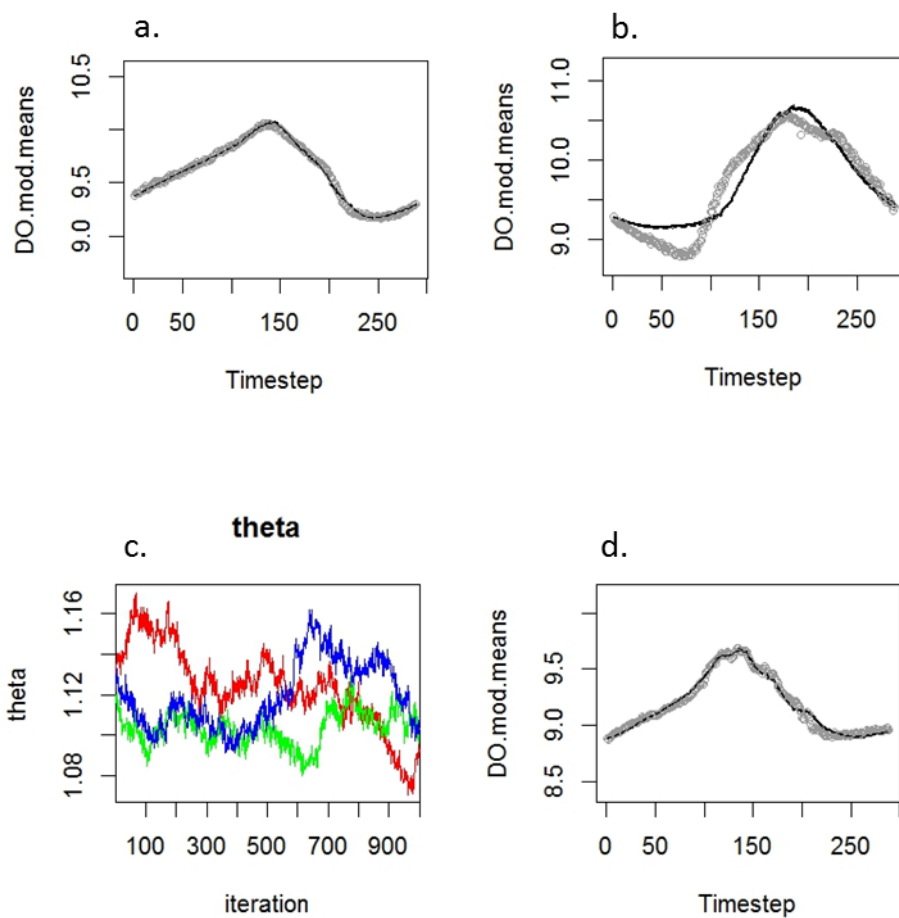 a.
DO.mod.means
10.5
9.5
9.0
0 50 150 250
Timestep
b.
DO.mod.means
11.0
10.0
9.0
0 50 150 250
Timestep
theta
c.
theta
1.16
1.12
1.08
100 300 500 700 900
iteration
d.
DO.mod.means
9.5
9.0
8.5
0 50 150 250
Timestep